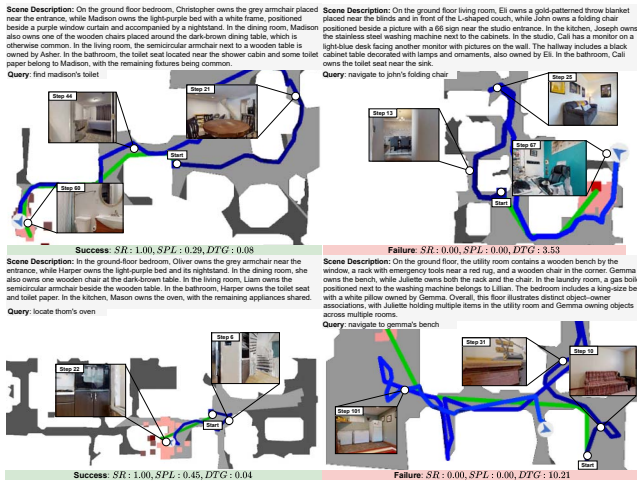 Scene Description: On the ground floor bedroom, Christopher owns the grey armchair placed near the entrance, while Madison owns the light-purple bed with a white frame, positioned beside a purple window curtain and accompanied by a nightstand. In the dining room, Madison also owns one of the wooden chairs placed around the dark-brown dining table, which is otherwise common. In the living room, the semicircular armchair next to a wooden table is owned by Asher. In the bathroom, the toilet seat located near the shower cabin and some toilet paper belong to Madison, with the remaining fixtures being common.
Query: find madison's toilet
Step 44
Step 21
Start
Step 60
Success: SR : 1.00, SPL : 0.29, DTG : 0.08
Scene Description: On the ground floor living room, Eli owns a gold-patterned throw blanket placed near the blinds and in front of the L-shaped couch, while John owns a folding chair positioned beside a picture with a 66 sign near the studio entrance. In the kitchen, Joseph owns the stainless steel washing machine next to the cabinets. In the studio, Cali has a monitor on a light-blue desk facing another monitor with pictures on the wall. The hallway includes a black cabinet table decorated with lamps and ornaments, also owned by Eli. In the bathroom, Cali owns the toilet seat near the sink.
Query: navigate to john's folding chair
Step 25
Step 13
Step 67
Start
Failure: SR : 0.00, SPL : 0.00, DTG : 3.53
Scene Description: In the ground-floor bedroom, Oliver owns the grey armchair near the entrance, while Harper owns the light-purple bed and its nightstand. In the dining room, she also owns one wooden chair at the dark-brown table. In the living room, Liam owns the semicircular armchair beside the wooden table. In the bathroom, Harper owns the toilet seat and toilet paper. In the kitchen, Mason owns the oven, with the remaining appliances shared.
Query: locate thom's oven
Step 6
Step 22
Start
Success: SR : 1.00, SPL : 0.45, DTG : 0.04
Scene Description: On the ground floor, the utility room contains a wooden bench by the window, a rack with emergency tools near a red rug, and a wooden chair in the corner. Gemma owns the bench, while Juliette owns both the rack and the chair. In the laundry room, a gas boiler positioned next to the washing machine belongs to Lillian. The bedroom includes a king-size bed with a white pillow owned by Gemma. Overall, this floor illustrates distinct object–owner associations, with Juliette holding multiple items in the utility room and Gemma owning objects across multiple rooms.
Query: navigate to gemma's bench
Step 31
Step 10
Step 101
Start
Failure: SR : 0.00, SPL : 0.00, DTG : 10.21